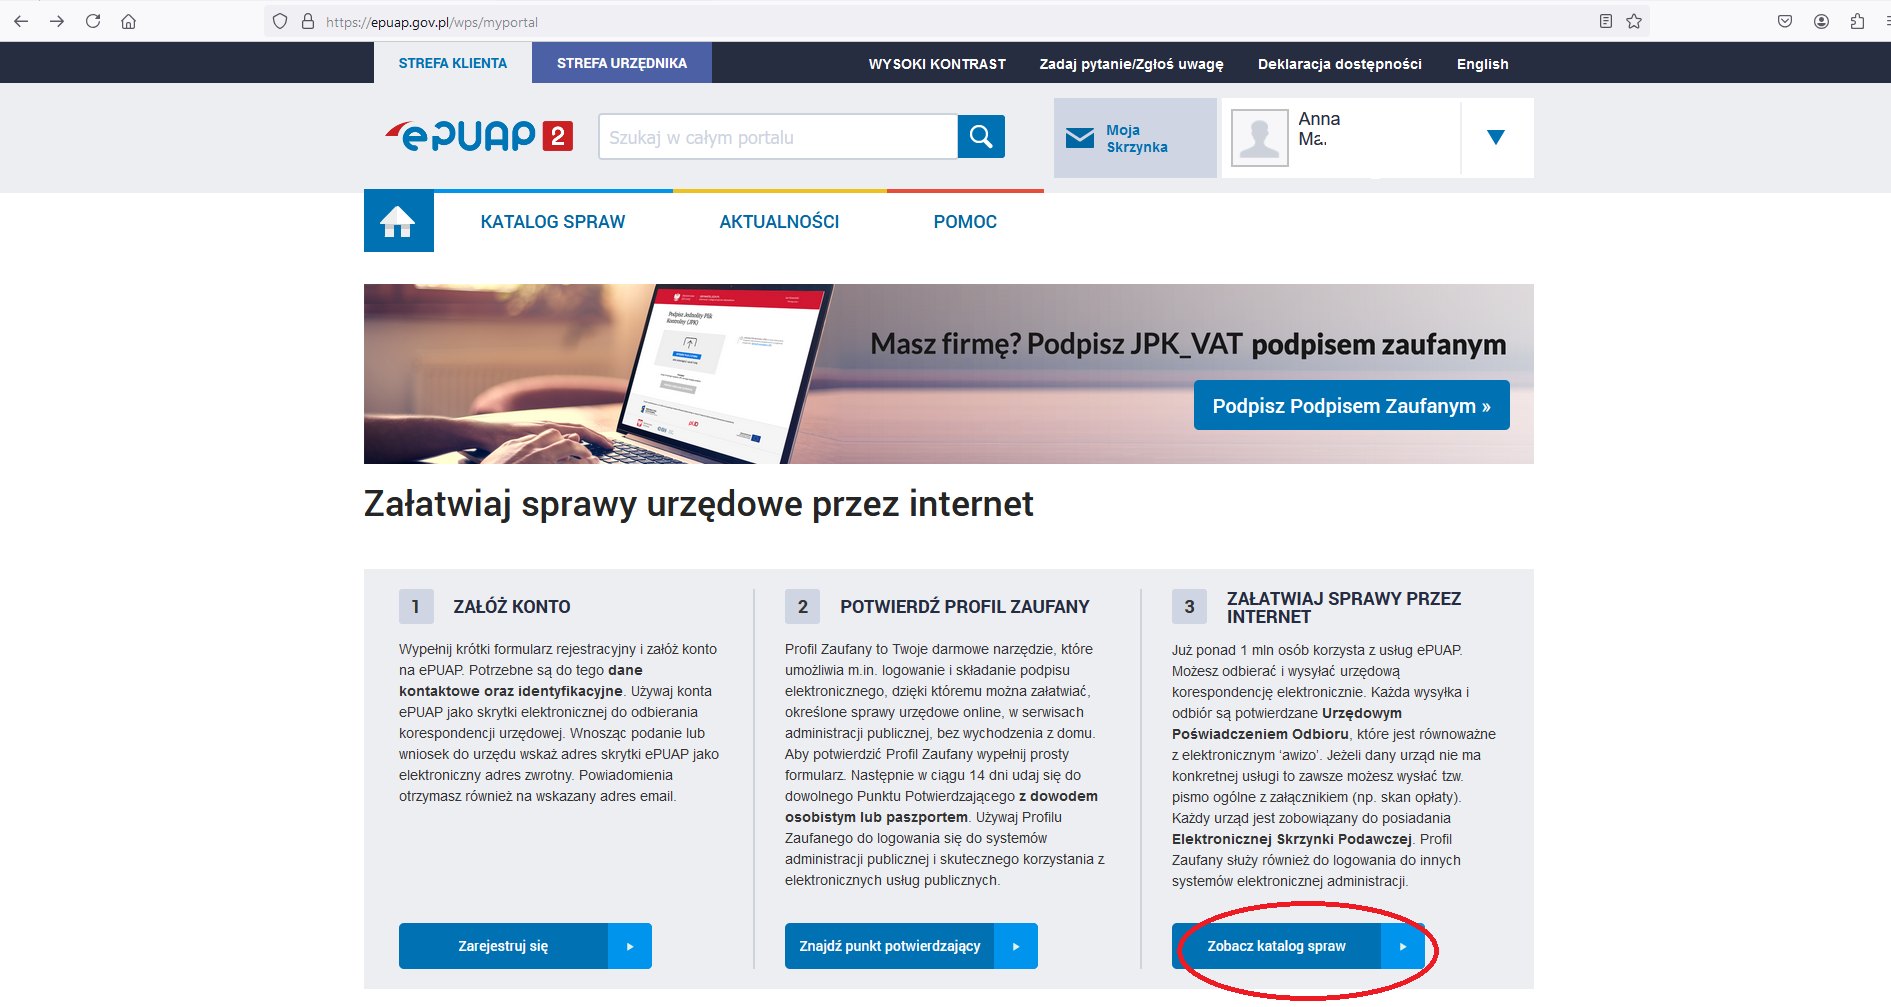 https://epuap.gov.pl/wps/myportal
STREFA KLIENTA
STREFA URZĘDNIKA
WYSOKI KONTRAST
Zadaj pytanie/Zgłoś uwagę
Deklaracja dostępności
English
ePUAP 2
Szukaj w całym portalu
Moja
Skrzynka
Anna
Ma.
KATALOG SPRAW
AKTUALNOŚCI
POMOC
Podpisz Jednolity Plik
Kontrolny (JPK)
Masz firmę? Podpisz JPK_VAT podpisem zaufanym
Podpisz Podpisem Zaufanym »
Załatwiaj sprawy urzędowe przez internet
1 ZAŁÓŻ KONTO
Wypełnij krótki formularz rejestracyjny i załóż konto
na ePUAP. Potrzebne są do tego dane
kontaktowe oraz identyfikacyjne. Używaj konta
ePUAP jako skrytki elektronicznej do odbierania
korespondencji urzędowej. Wnosząc podanie lub
wniosek do urzędu wskaż adres skrytki ePUAP jako
elektroniczny adres zwrotny. Powiadomienia
otrzymasz również na wskazany adres email.
Zarejestruj się
2 POTWIERDŹ PROFIL ZAUFANY
Profil Zaufany to Twoje darmowe narzędzie, które
umożliwia m.in. logowanie i składanie podpisu
elektronicznego, dzięki któremu można załatwiać,
określone sprawy urzędowe online, w serwisach
administracji publicznej, bez wychodzenia z domu.
Aby potwierdzić Profil Zaufany wypełnij prosty
formularz. Następnie w ciągu 14 dni udaj się do
dowolnego Punktu Potwierdzającego z dowodem
osobistym lub paszportem. Używaj Profilu
Zaufanego do logowania się do systemów
administracji publicznej i skutecznego korzystania z
elektronicznych usług publicznych.
Znajdź punkt potwierdzający
3 ZAŁATWIAJ SPRAWY PRZEZ
INTERNET
Już ponad 1 mln osób korzysta z usług ePUAP.
Możesz odbierać i wysyłać urzędową
korespondencję elektronicznie. Każda wysyłka i
odbiór są potwierdzane Urzędowym
Poświadczeniem Odbioru, które jest równoważne
z elektronicznym ‘awizo’. Jeżeli dany urząd nie ma
konkretnej usługi to zawsze możesz wysłać tzw.
pismo ogólne z załącznikiem (np. skan opłaty).
Każdy urząd jest zobowiązany do posiadania
Elektronicznej Skrzynki Podawczej. Profil
Zaufany służy również do logowania do innych
systemów elektronicznej administracji.
Zobacz katalog spraw